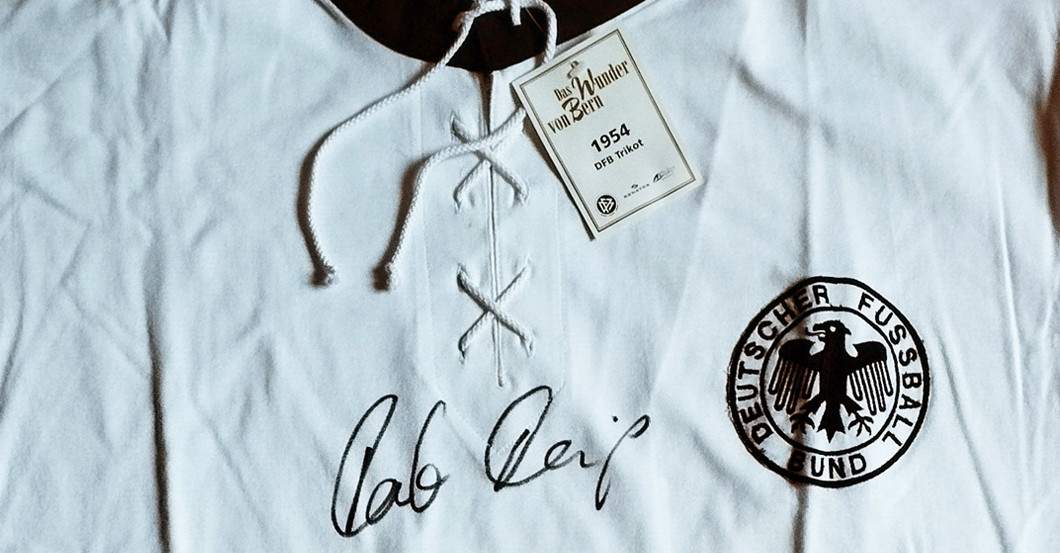 Das Wunder
von Bern
1954
DFB Trikot
DEUTSCHER FUSSBALL
BUND